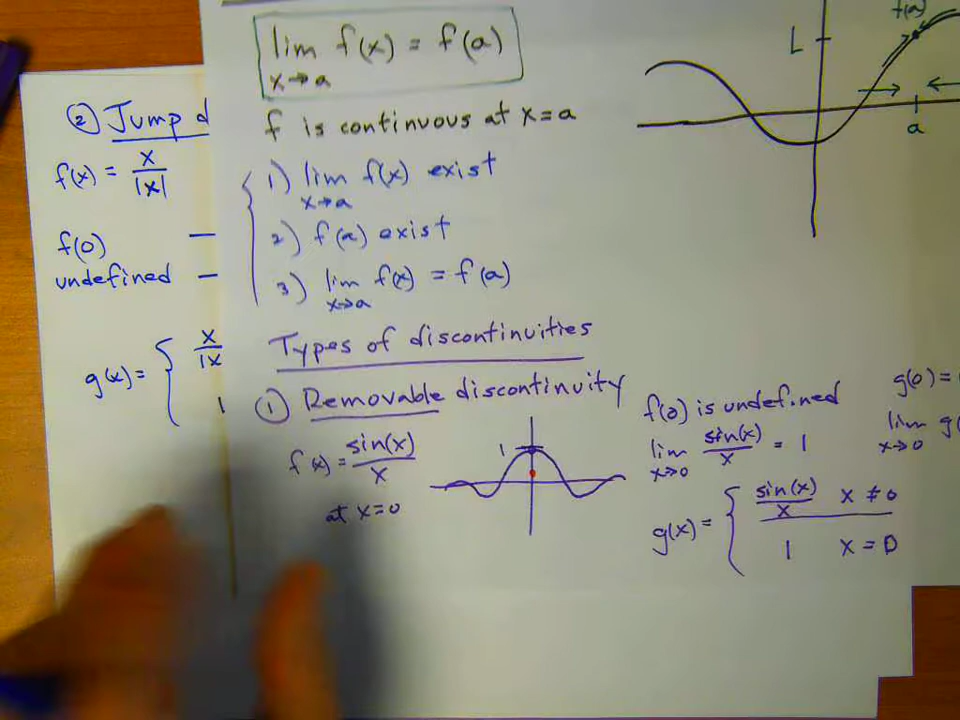 lim f(x) = f(a)
x→a
f is continuous at x=a
1) lim f(x) exist
x→a
2) f(a) exist
3) lim f(x) = f(a)
x→a
Types of discontinuities
① Removable discontinuity
f(x) = sin(x)/x
at x=0
1
f(0) is undefined
lim sin(x)/x = 1
x→0
g(x) = { sin(x)/x x ≠ 0
1 x = 0
g(0) =
lim g(
x→0
f(a)
L
a
② Jump d
f(x) = x/|x|
f(0) —
undefined —
g(x) = { x/|x
1